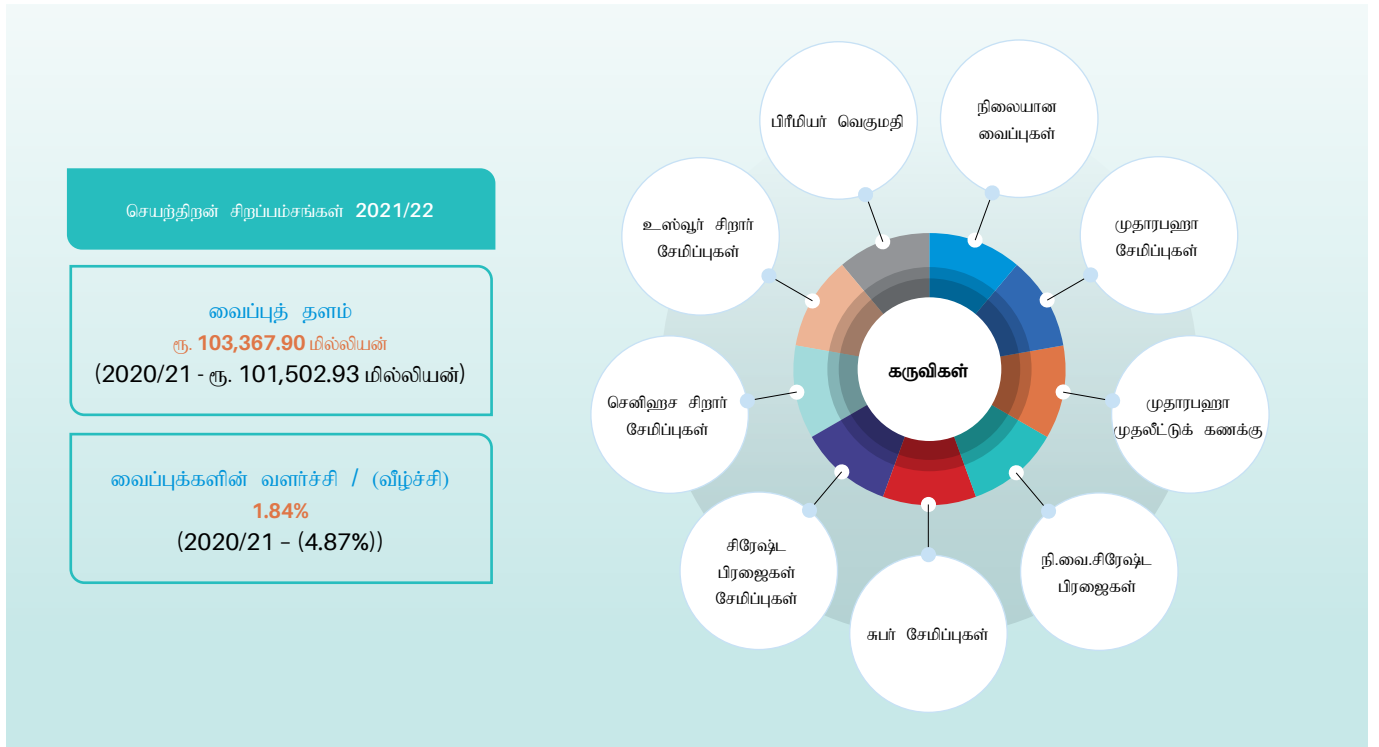 செயற்திறன் சிறப்பம்சங்கள் 2021/22
வைப்புத் தளம்
ரூ. 103,367.90 மில்லியன்
(2020/21 - ரூ. 101,502.93 மில்லியன்)
வைப்புக்களின் வளர்ச்சி / (வீழ்ச்சி)
1.84%
(2020/21 – (4.87%))
பிரீமியர் வெகுமதி
நிலையான
வைப்புகள்
உஸ்வூர் சிறார்
சேமிப்புகள்
முதாரபஹா
சேமிப்புகள்
கருவிகள்
செனிஹச சிறார்
சேமிப்புகள்
முதாரபஹா
முதலீட்டுக் கணக்கு
சிரேஷ்ட
பிரஜைகள்
சேமிப்புகள்
நி.வை.சிரேஷ்ட
பிரஜைகள்
சுபர் சேமிப்புகள்